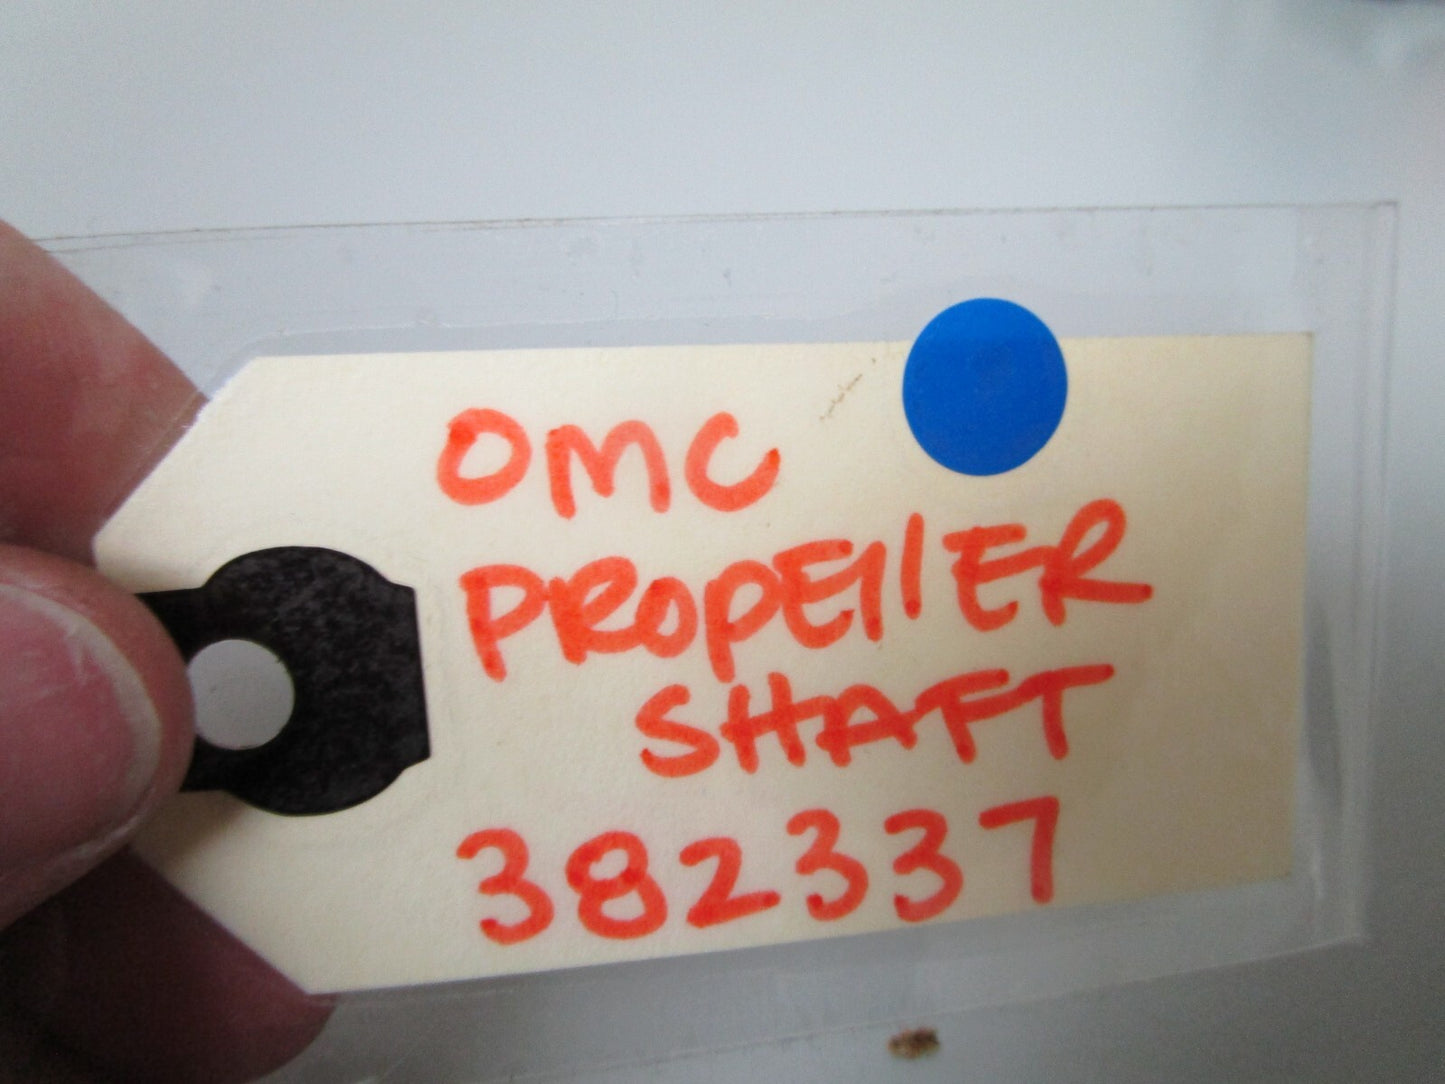 OMC
PROPEllER
SHAFT
382337